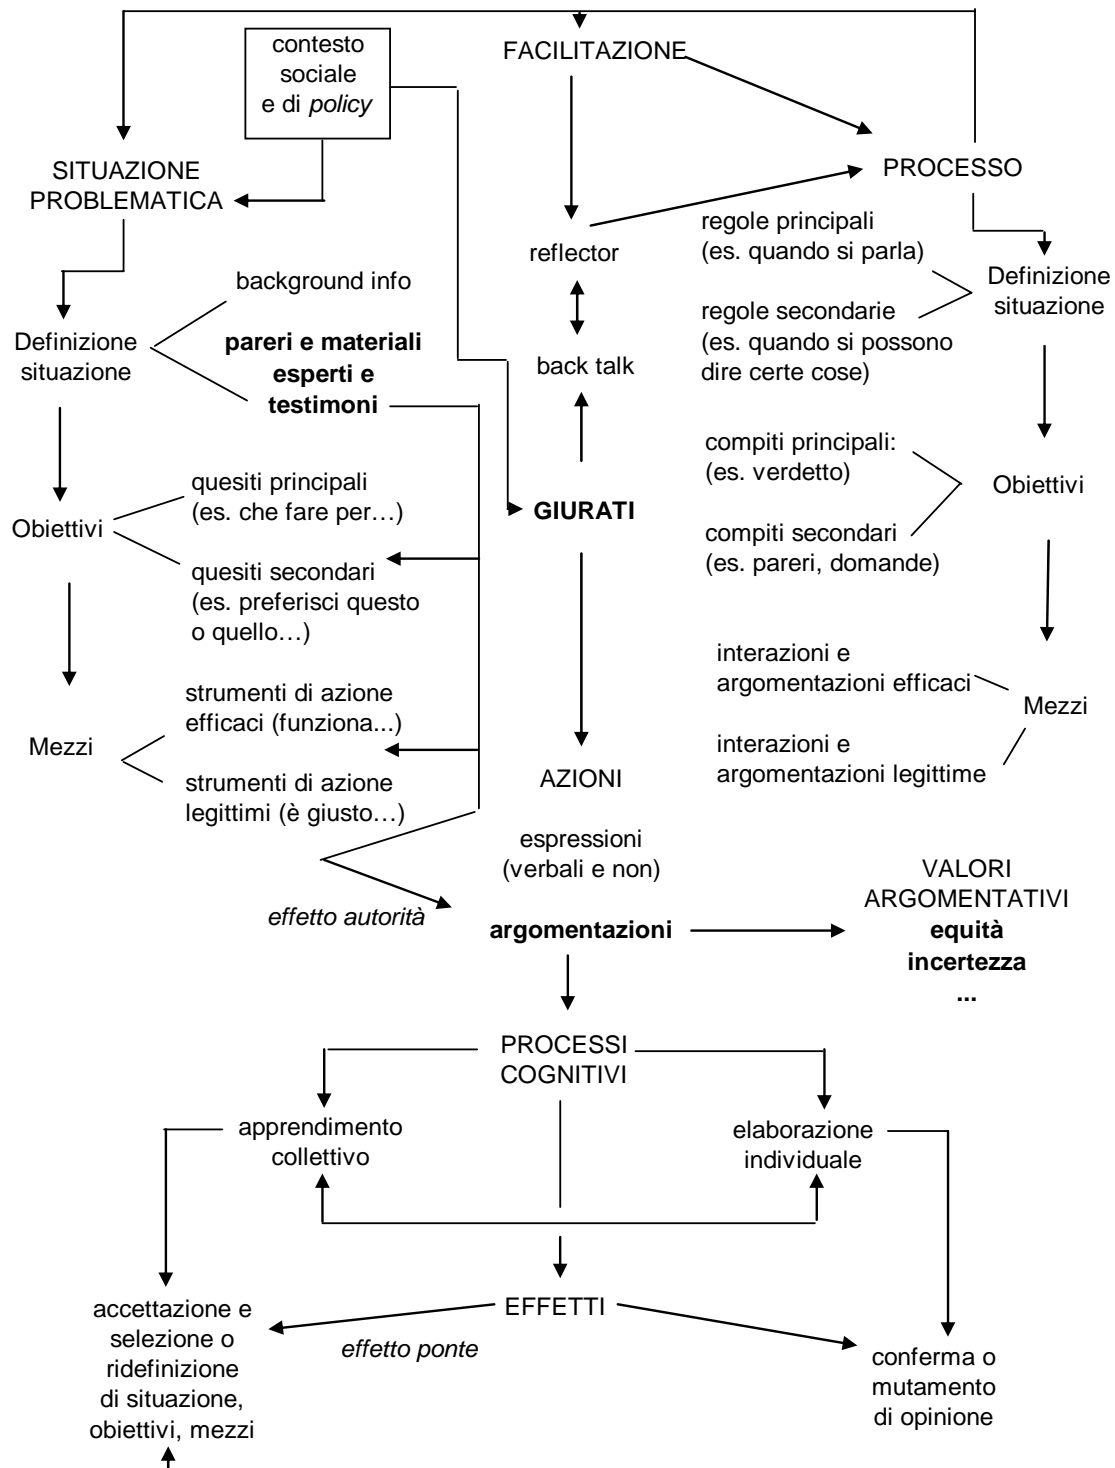 contesto
sociale
e di policy
FACILITAZIONE
SITUAZIONE
PROBLEMATICA
PROCESSO
reflector
regole principali
(es. quando si parla)
regole secondarie
(es. quando si possono
dire certe cose)
Definizione
situazione
background info
Definizione
situazione
pareri e materiali
esperti e
testimoni
back talk
quesiti principali
(es. che fare per…)
Obiettivi
quesiti secondari
(es. preferisci questo
o quello…)
GIURATI
compiti principali:
(es. verdetto)
Obiettivi
compiti secondari
(es. pareri, domande)
strumenti di azione
efficaci (funziona...)
Mezzi
strumenti di azione
legittimi (è giusto…)
interazioni e
argomentazioni efficaci
Mezzi
interazioni e
argomentazioni legittime
AZIONI
espressioni
(verbali e non)
effetto autorità
argomentazioni
VALORI
ARGOMENTATIVI
equità
incertezza
...
PROCESSI
COGNITIVI
apprendimento
collettivo
elaborazione
individuale
EFFETTI
effetto ponte
accettazione e
selezione o
ridefinizione
di situazione,
obiettivi, mezzi
conferma o
mutamento
di opinione